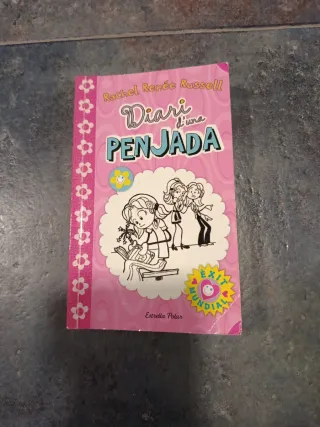 Rachel Renée Russell
Diari
d'una
PENJADA
ÈXIT
MUNDIAL
Estrella Polar